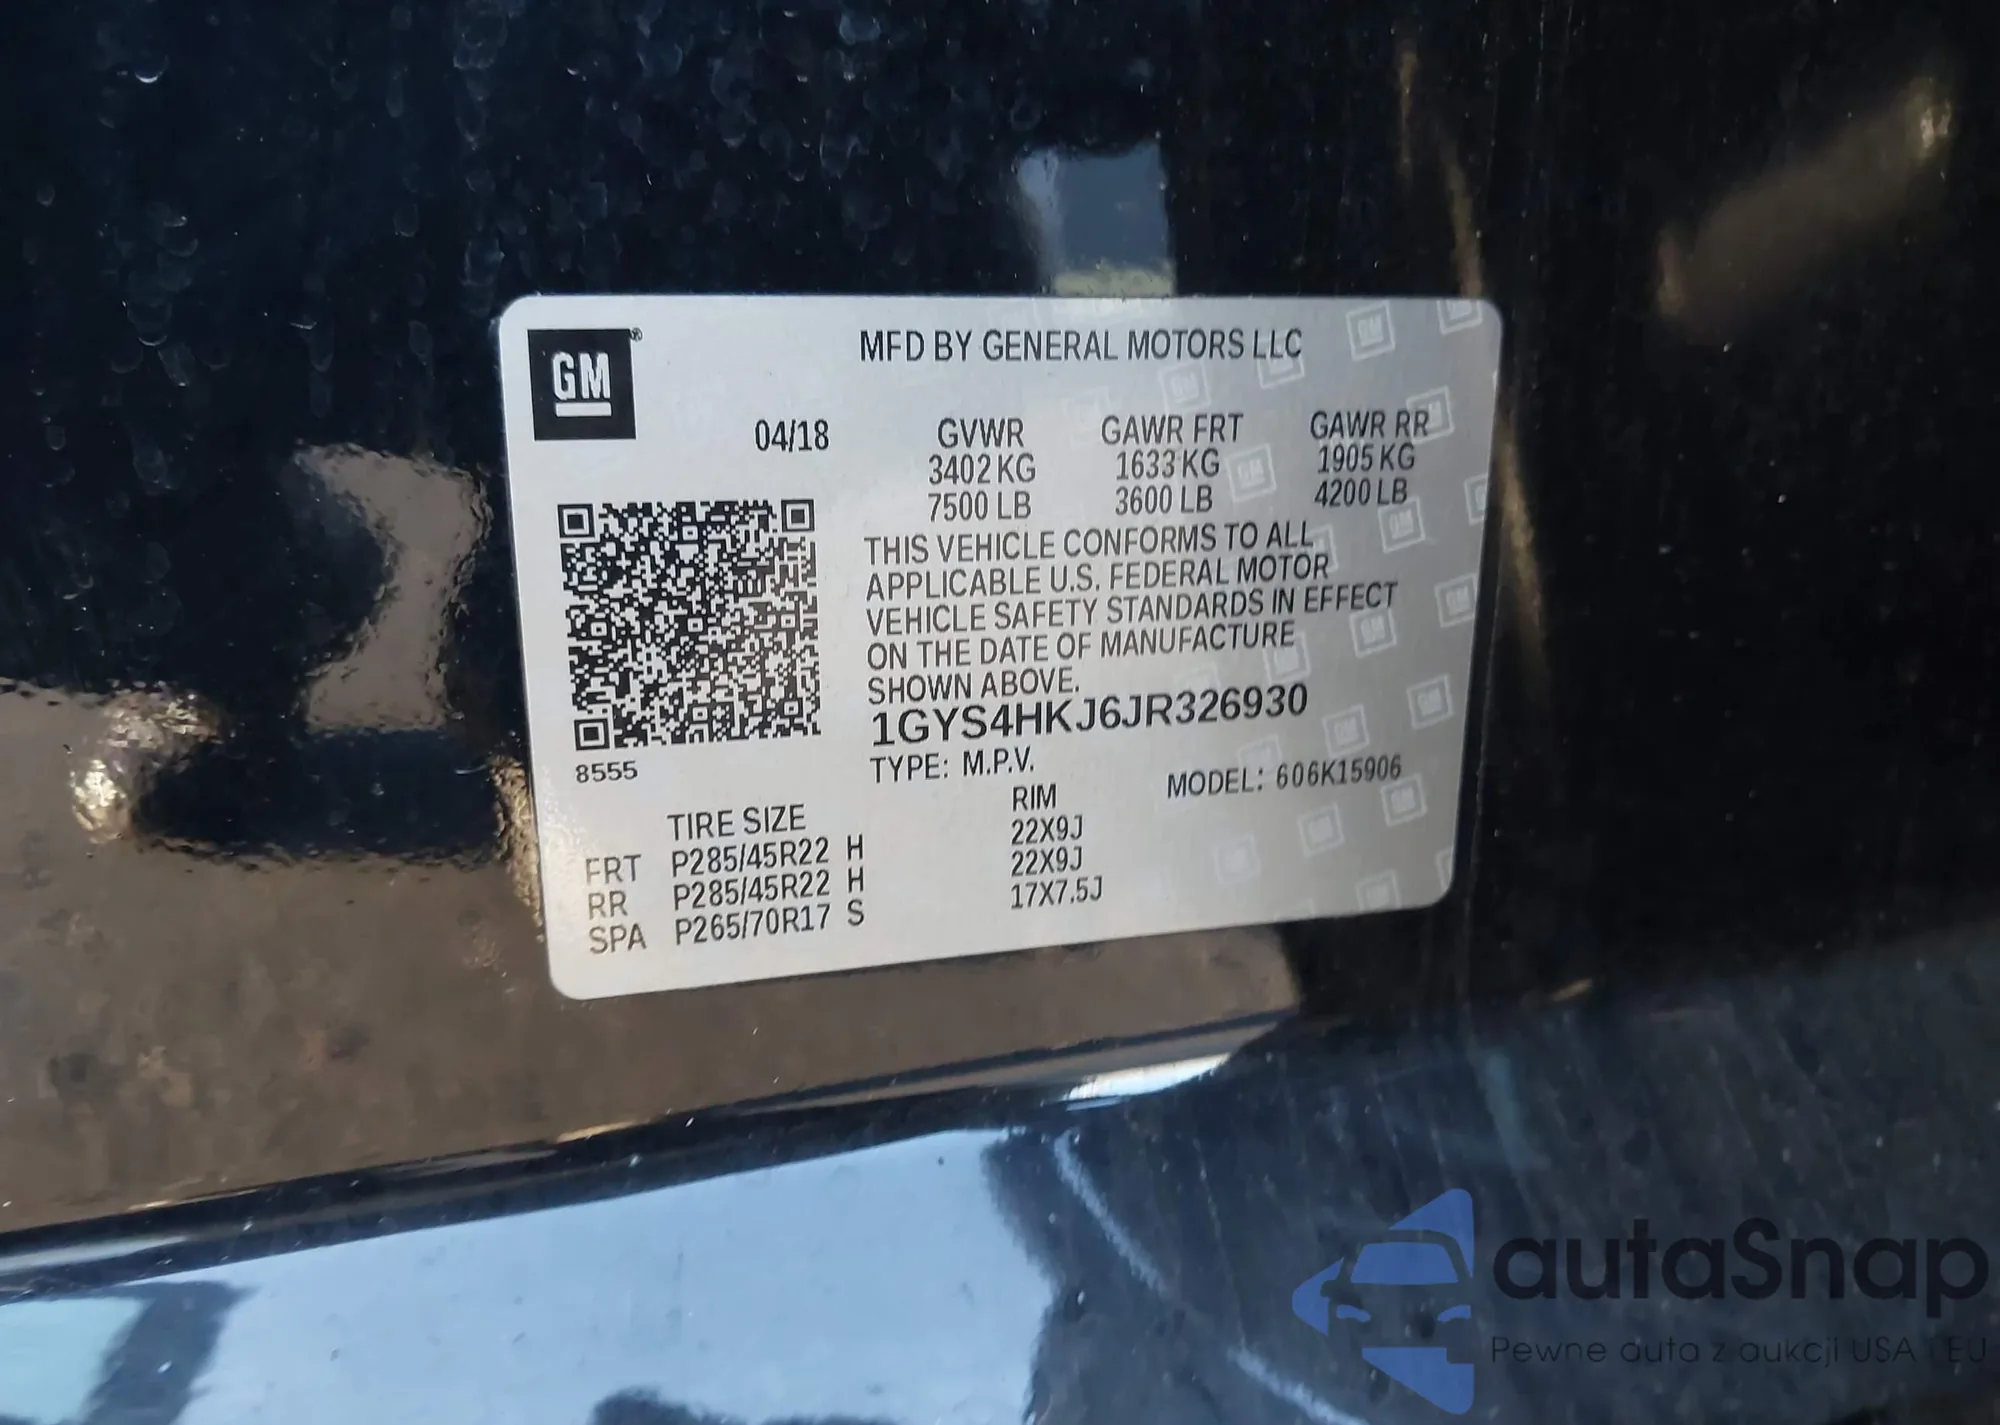 GM®
MFD BY GENERAL MOTORS LLC
04/18
GVWR GAWR FRT GAWR RR
3402 KG 1633 KG 1905 KG
7500 LB 3600 LB 4200 LB
THIS VEHICLE CONFORMS TO ALL
APPLICABLE U.S. FEDERAL MOTOR
VEHICLE SAFETY STANDARDS IN EFFECT
ON THE DATE OF MANUFACTURE
SHOWN ABOVE.
1GYS4HKJ6JR326930
8555
TYPE: M.P.V. MODEL: 606K15906
TIRE SIZE RIM
FRT P285/45R22 H 22X9J
RR P285/45R22 H 22X9J
SPA P265/70R17 S 17X7.5J
autaSnap
Pewne auta z aukcji USA i EU